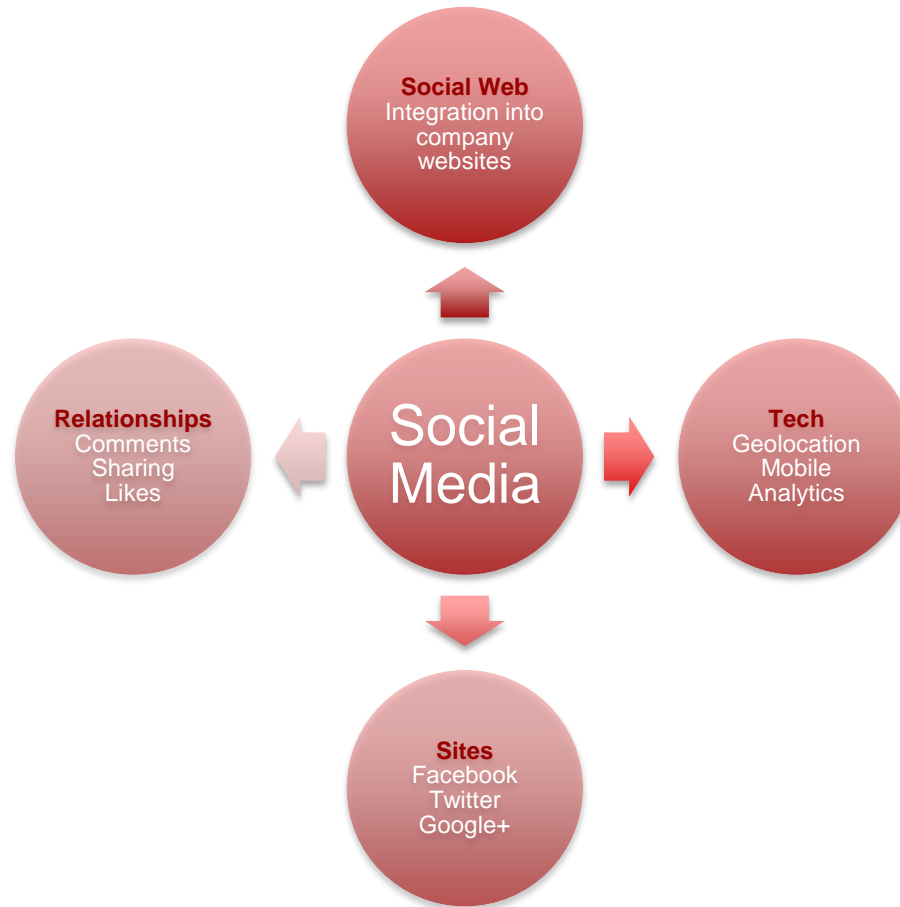 Social Web
Integration into
company
websites
Relationships
Comments
Sharing
Likes
Social
Media
Tech
Geolocation
Mobile
Analytics
Sites
Facebook
Twitter
Google+